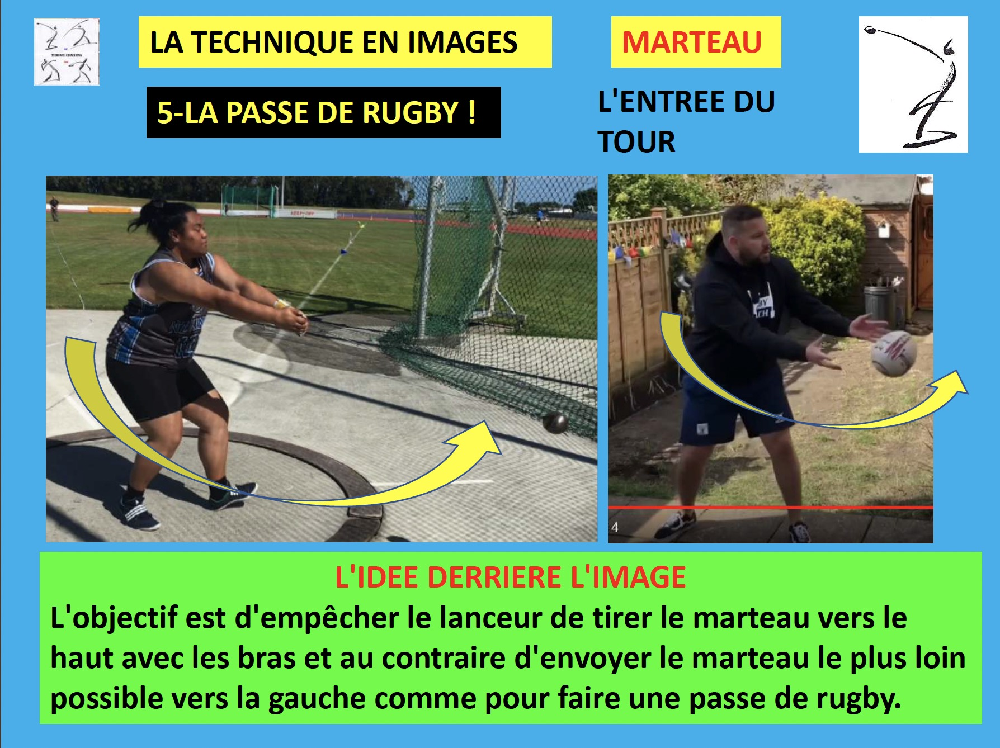 THROWS COACHING
LA TECHNIQUE EN IMAGES
MARTEAU
5-LA PASSE DE RUGBY !
L'ENTREE DU
TOUR
KEEP OFF
4
L'IDEE DERRIERE L'IMAGE
L'objectif est d'empêcher le lanceur de tirer le marteau vers le
haut avec les bras et au contraire d'envoyer le marteau le plus loin
possible vers la gauche comme pour faire une passe de rugby.